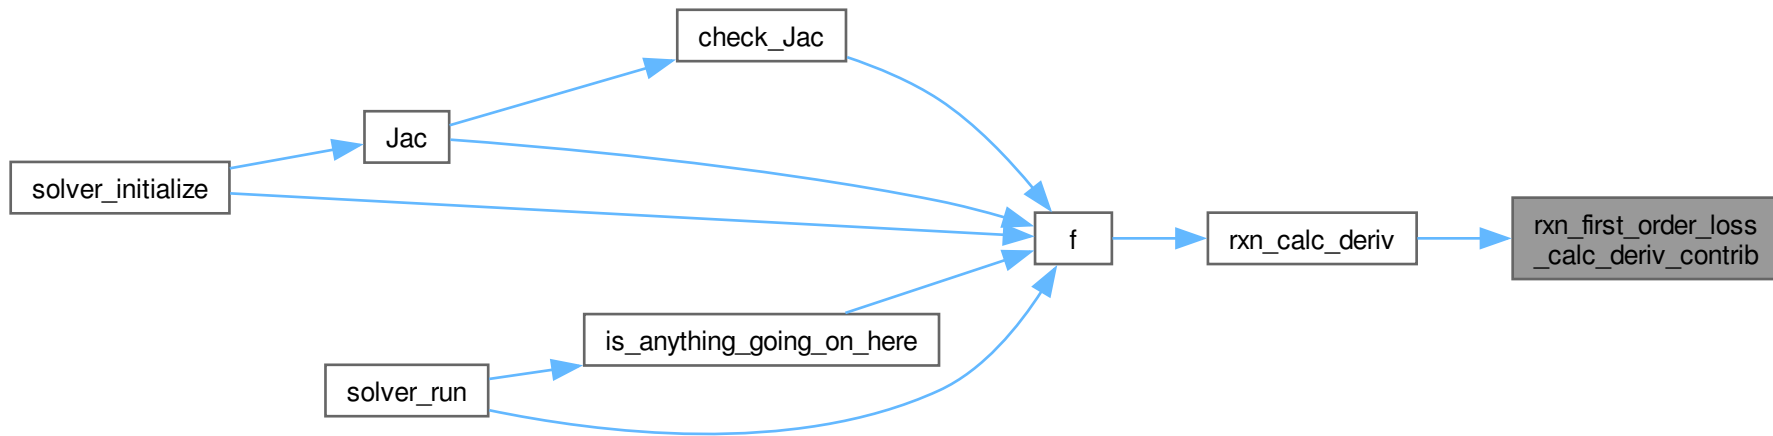 check_Jac
Jac
solver_initialize
rxn_first_order_loss
_calc_deriv_contrib
f
rxn_calc_deriv
is_anything_going_on_here
solver_run